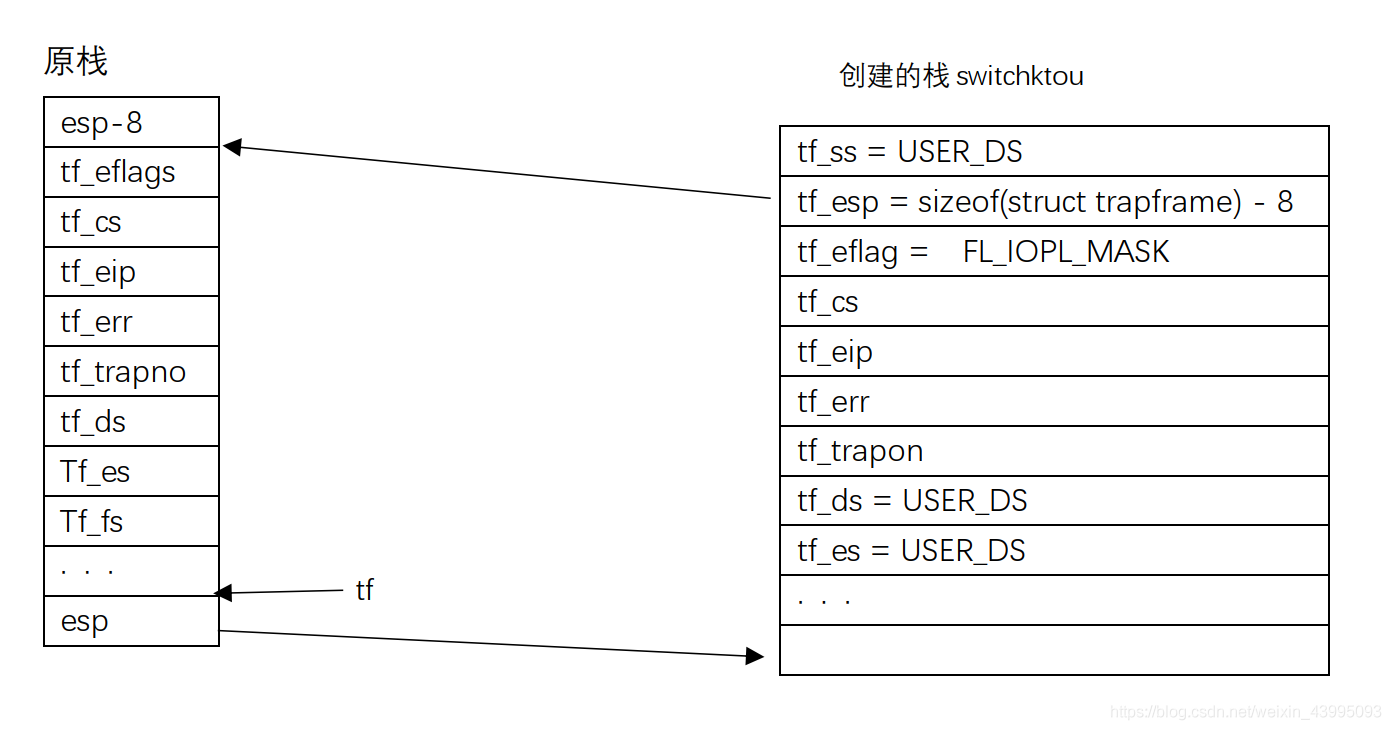 原栈
esp-8
tf_eflags
tf_cs
tf_eip
tf_err
tf_trapno
tf_ds
Tf_es
Tf_fs
. . .
esp
tf
创建的栈 switchktou
tf_ss = USER_DS
tf_esp = sizeof(struct trapframe) - 8
tf_eflag = FL_IOPL_MASK
tf_cs
tf_eip
tf_err
tf_trapon
tf_ds = USER_DS
tf_es = USER_DS
. . .
https://blog.csdn.net/weixin_43995093